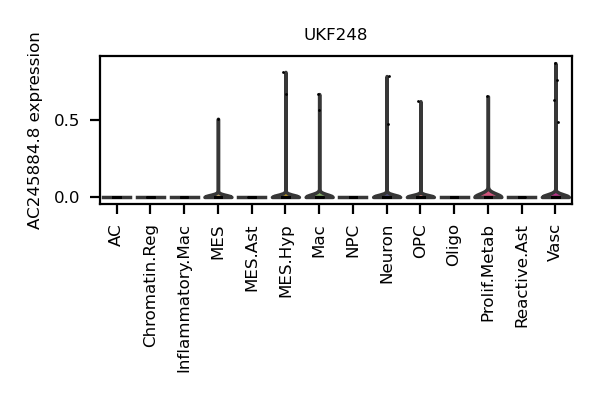 UKF248
AC245884.8 expression
0.5
0.0
AC
Chromatin.Reg
Inflammatory.Mac
MES
MES.Ast
MES.Hyp
Mac
NPC
Neuron
OPC
Oligo
Prolif.Metab
Reactive.Ast
Vasc